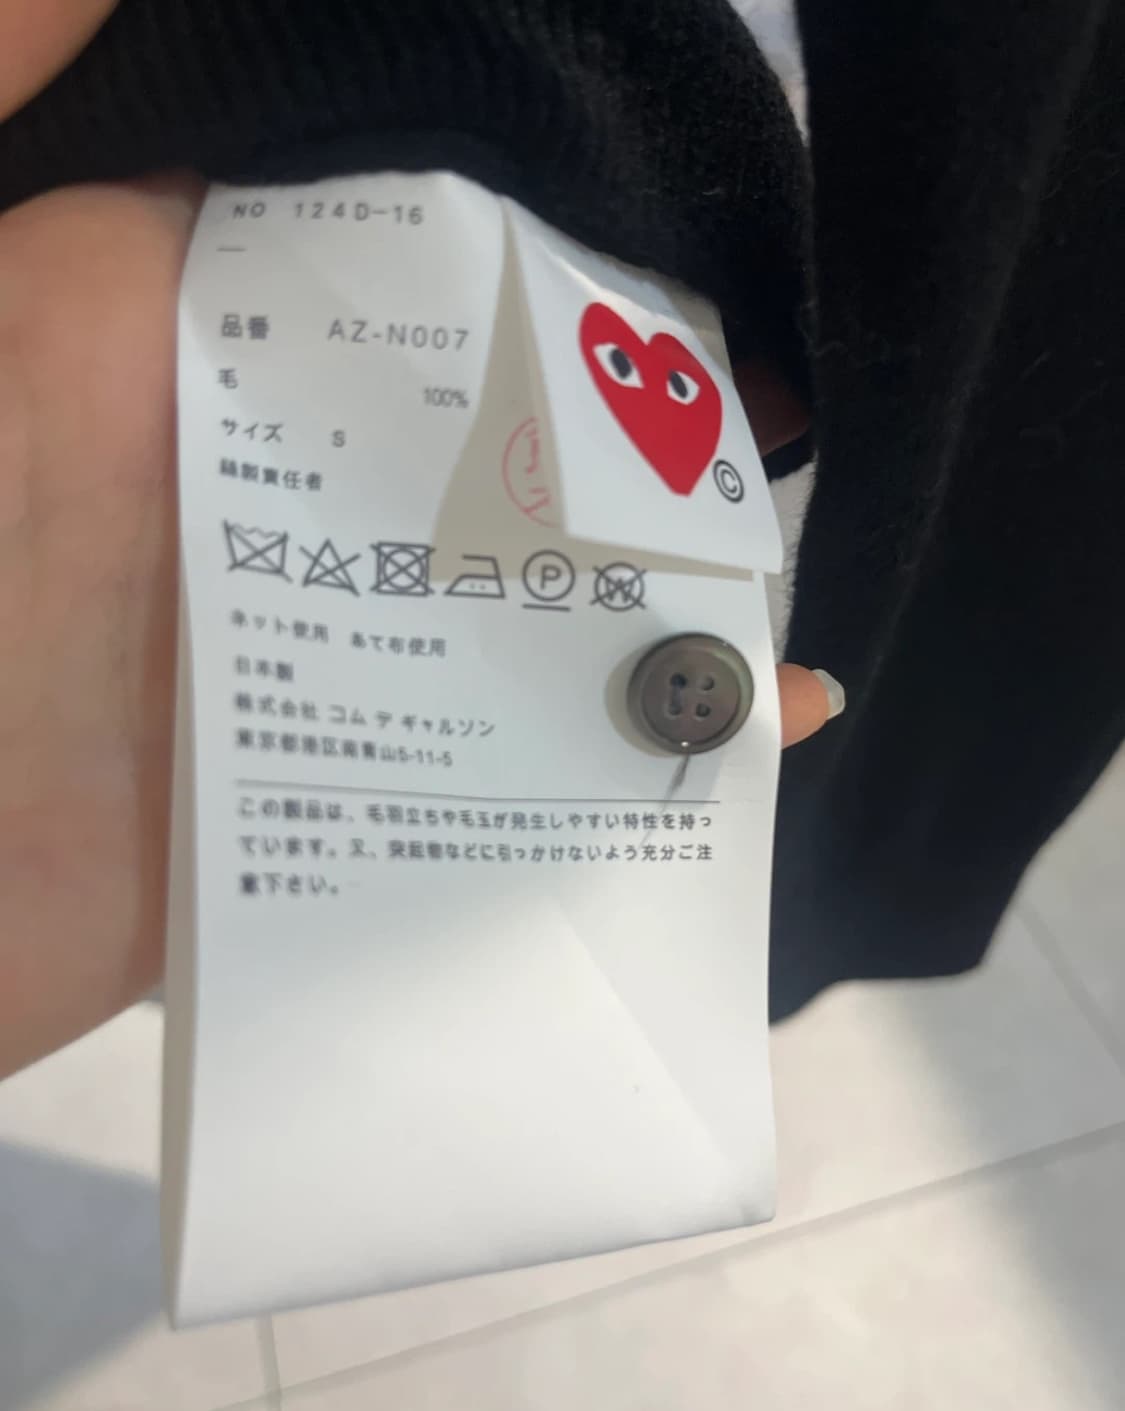 NO 124D-16
—
品番 AZ-N007
毛 100%
サイズ S
縫製責任者
©
P
W
ネット使用 あて布使用
日本製
株式会社 コム デ ギャルソン
東京都港区南青山5-11-5
この製品は、毛羽立ちや毛玉が発生しやすい特性を持っ
ています。又、突起物などに引っかけないよう充分ご注
意下さい。